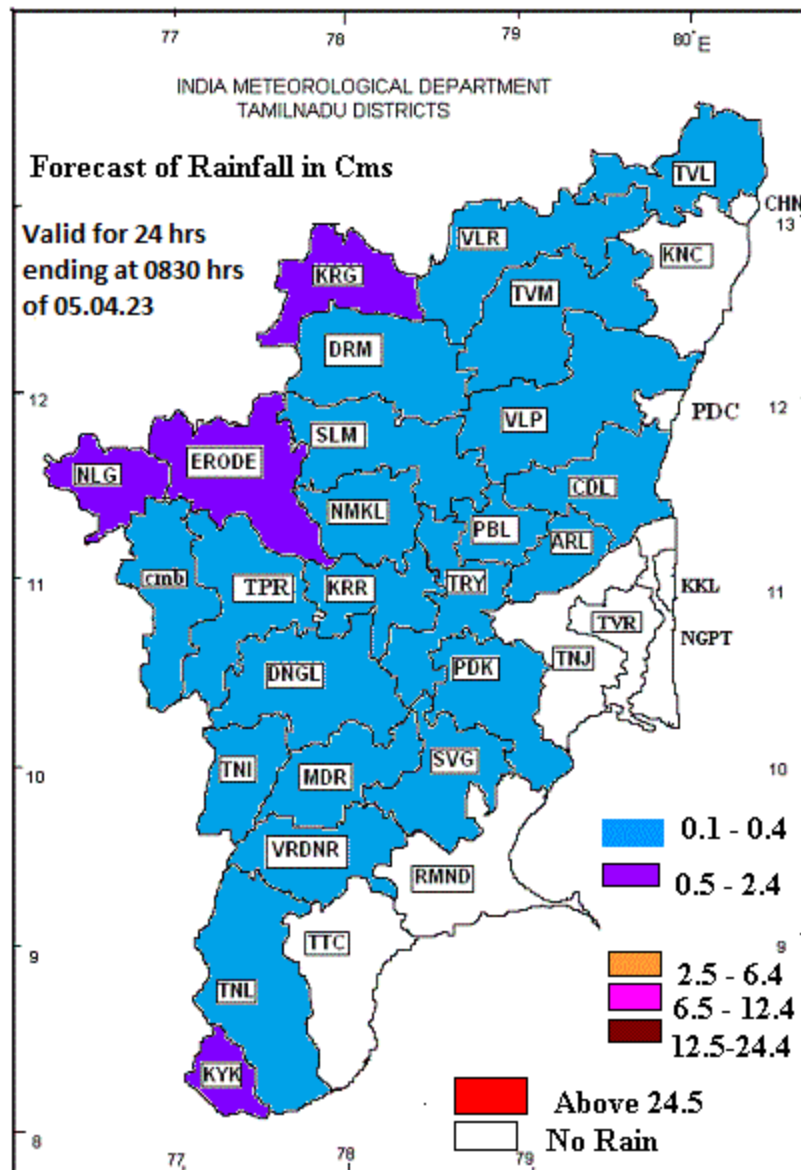 77 78 79 80° E
INDIA METEOROLOGICAL DEPARTMENT
TAMILNADU DISTRICTS
Forecast of Rainfall in Cms
Valid for 24 hrs
ending at 0830 hrs
of 05.04.23
TVL
CHN
13
VLR
KNC
KRG
TVM
DRM
12
12
PDC
VLP
SLM
ERODE
NLG
CDL
NMKL
PBL
ARL
11
cmb
TPR
KRR
TRY
KKL
11
TVR
NGPT
TNJ
DNGL
PDK
10
TNI
MDR
SVG
10
0.1 - 0.4
VRDNR
RMND
0.5 - 2.4
9
TTC
9
2.5 - 6.4
TNL
6.5 - 12.4
12.5-24.4
KYK
Above 24.5
No Rain
8
77 78 79